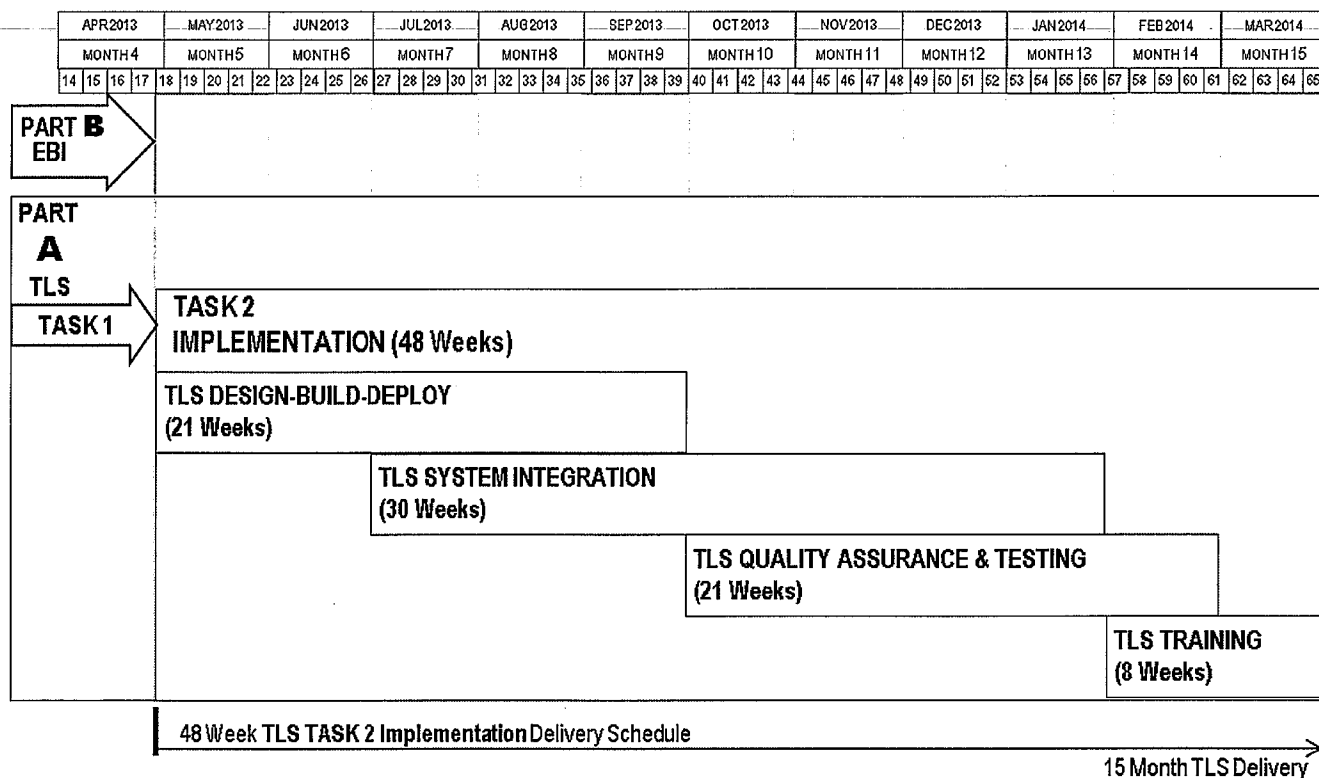 APR2013 MAY2013 JUN2013 JUL2013 AUG2013 SEP2013 OCT2013 NOV2013 DEC2013 JAN2014 FEB2014 MAR2014
MONTH4 MONTH5 MONTH6 MONTH7 MONTH8 MONTH9 MONTH10 MONTH11 MONTH12 MONTH13 MONTH14 MONTH15
14 15 16 17 18 19 20 21 22 23 24 25 26 27 28 29 30 31 32 33 34 35 36 37 38 39 40 41 42 43 44 45 46 47 48 49 50 51 52 53 54 55 56 57 58 59 60 61 62 63 64 65
PART B
EBI
PART
A
TLS
TASK1
TASK2
IMPLEMENTATION (48 Weeks)
TLS DESIGN-BUILD-DEPLOY
(21 Weeks)
TLS SYSTEM INTEGRATION
(30 Weeks)
TLS QUALITY ASSURANCE & TESTING
(21 Weeks)
TLS TRAINING
(8 Weeks)
48 Week TLS TASK 2 Implementation Delivery Schedule
15 Month TLS Delivery